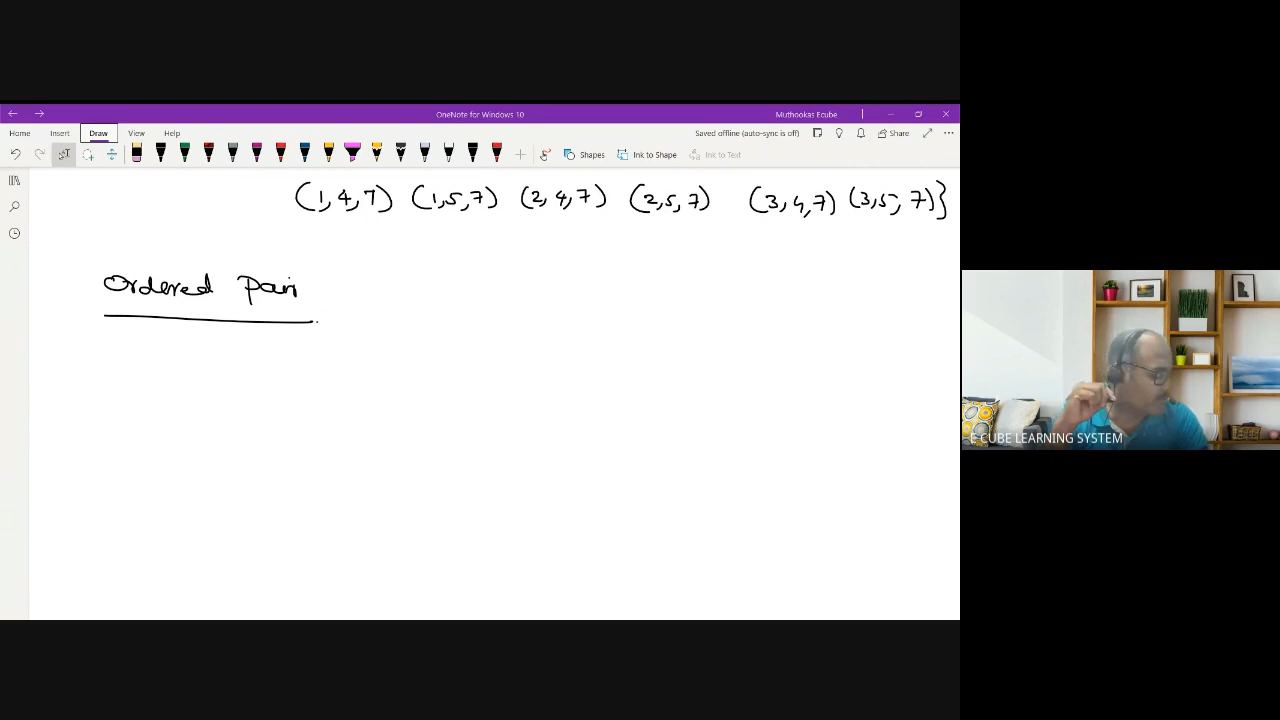 OneNote for Windows 10
Muthookas Ecube
Home Insert Draw View Help
Saved offline (auto-sync is off)
Share
Shapes
Ink to Shape
Ink to Text
(1,4,7) (1,5,7) (2,4,7) (2,5,7) (3,4,7) (3,5,7)}
Ordered Pair
E CUBE LEARNING SYSTEM